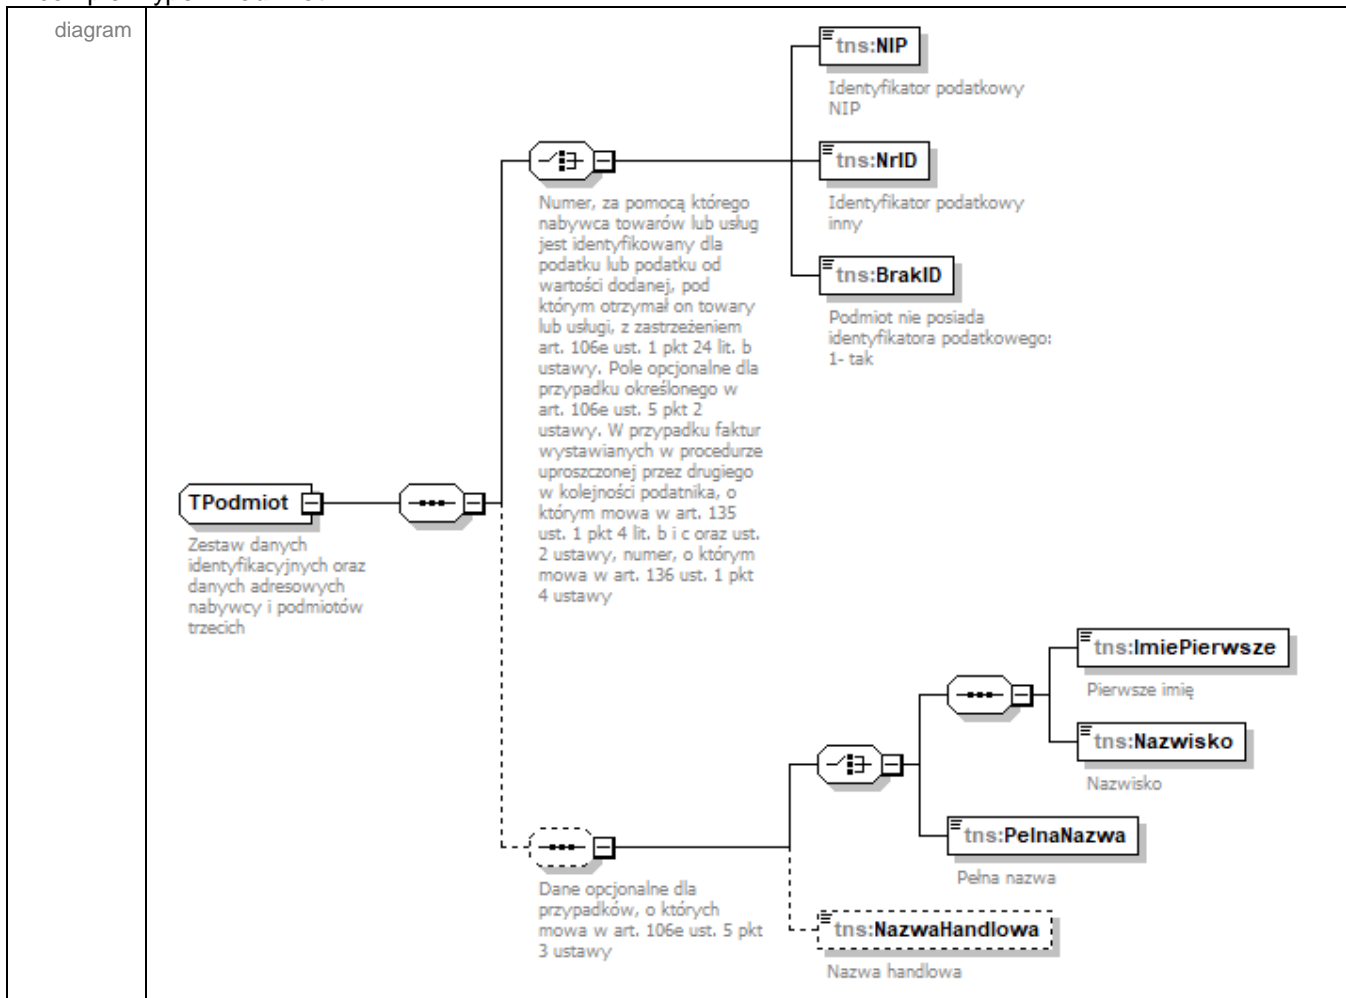 diagram
tns:NIP
Identyfikator podatkowy
NIP
tns:NrID
Identyfikator podatkowy
inny
tns:BrakID
Podmiot nie posiada
identyfikatora podatkowego:
1- tak
Numer, za pomocą którego
nabywca towarów lub usług
jest identyfikowany dla
podatku lub podatku od
wartości dodanej, pod
którym otrzymał on towary
lub usługi, z zastrzeżeniem
art. 106e ust. 1 pkt 24 lit. b
ustawy. Pole opcjonalne dla
przypadku określonego w
art. 106e ust. 5 pkt 2
ustawy. W przypadku faktur
wystawianych w procedurze
uproszczonej przez drugiego
w kolejności podatnika, o
którym mowa w art. 135
ust. 1 pkt 4 lit. b i c oraz ust.
2 ustawy, numer, o którym
mowa w art. 136 ust. 1 pkt
4 ustawy
TPodmiot
Zestaw danych
identyfikacyjnych oraz
danych adresowych
nabywcy i podmiotów
trzecich
tns:ImiePierwsze
Pierwsze imię
tns:Nazwisko
Nazwisko
tns:PelnaNazwa
Pełna nazwa
Dane opcjonalne dla
przypadków, o których
mowa w art. 106e ust. 5 pkt
3 ustawy
tns:NazwaHandlowa
Nazwa handlowa